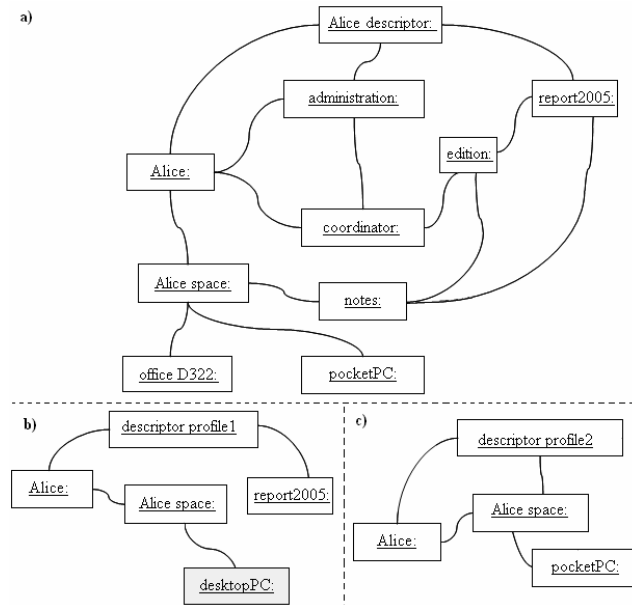 a)
Alice descriptor:
administration:
report2005:
edition:
Alice:
coordinator:
Alice space:
notes:
office D322:
pocketPC:
b)
descriptor profile1
Alice:
Alice space:
report2005:
desktopPC:
c)
descriptor profile2
Alice space:
Alice:
pocketPC: